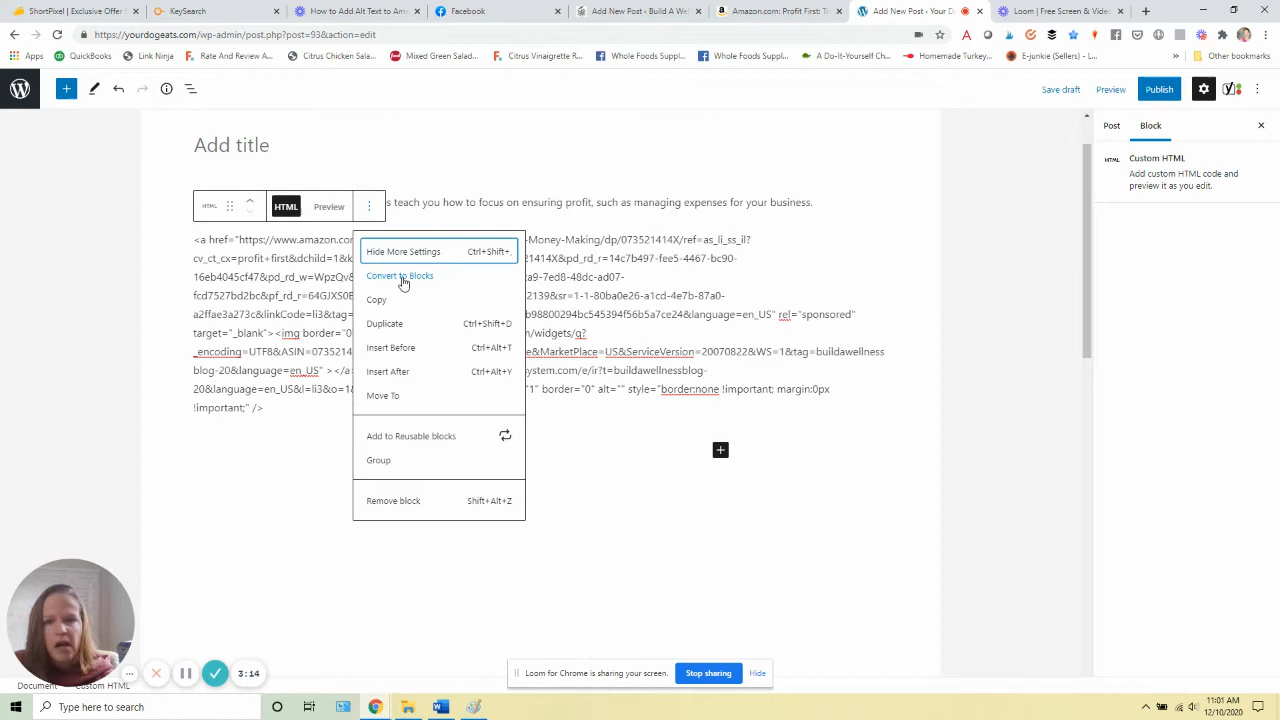 ShortPixel | Exclusive Offer
KeySearch
How to Add Alt Text to Am
Facebook
Add New Post ‹ Build A We
Amazon.com: Profit First: T
Add New Post ‹ Your D
Loom | Free Screen & Vide
https://yourdogeats.com/wp-admin/post.php?post=93&action=edit
Apps
QuickBooks
Link Ninja
Rate And Review A...
Citrus Chicken Salad...
Mixed Green Salad...
Citrus Vinaigrette R...
Whole Foods Suppl...
Whole Foods Suppl...
A Do-It-Yourself Ch...
Homemade Turkey...
E-junkie (Sellers) – L...
»
Other bookmarks
Save draft
Preview
Publish
Add title
Post
Block
HTML
Custom HTML
Add custom HTML code and
preview it as you edit.
HTML
HTML
Preview
s teach you how to focus on ensuring profit, such as managing expenses for your business.
<a href="https://www.amazon.co
-Money-Making/dp/073521414X/ref=as_li_ss_il?
cv_ct_cx=profit+first&dchild=1&k
21414X&pd_rd_r=14c7b497-fee5-4467-bc90-
16eb4045cf47&pd_rd_w=WpzOv
a9-7ed8-48dc-ad07-
fcd7527bd2bc&pf_rd_r=64GJXS0E
2139&sr=1-1-80ba0e26-a1cd-4e7b-87a0-
a2ffae3a273c&linkCode=li3&tag=
b98800294bc545394f56b5a7ce24&language=en_US" rel="sponsored"
target="_blank"><img border="0"
m/widgets/q?
_encoding=UTF8&ASIN=0735214
e&MarketPlace=US&ServiceVersion=20070822&WS=1&tag=buildawellness
blog-20&language=en_US" ></a>
system.com/e/ir?t=buildawellnessblog-
20&language=en_US&l=li3&o=1&
"1" border="0" alt="" style="border:none !important; margin:0px
!important;" />
Hide More Settings
Ctrl+Shift+,
Convert to Blocks
Copy
Duplicate
Ctrl+Shift+D
Insert Before
Ctrl+Alt+T
Insert After
Ctrl+Alt+Y
Move To
Add to Reusable blocks
Group
Remove block
Shift+Alt+Z
3:14
Loom for Chrome is sharing your screen.
Stop sharing
Hide
Document
Custom HTML
Type here to search
11:01 AM
12/10/2020